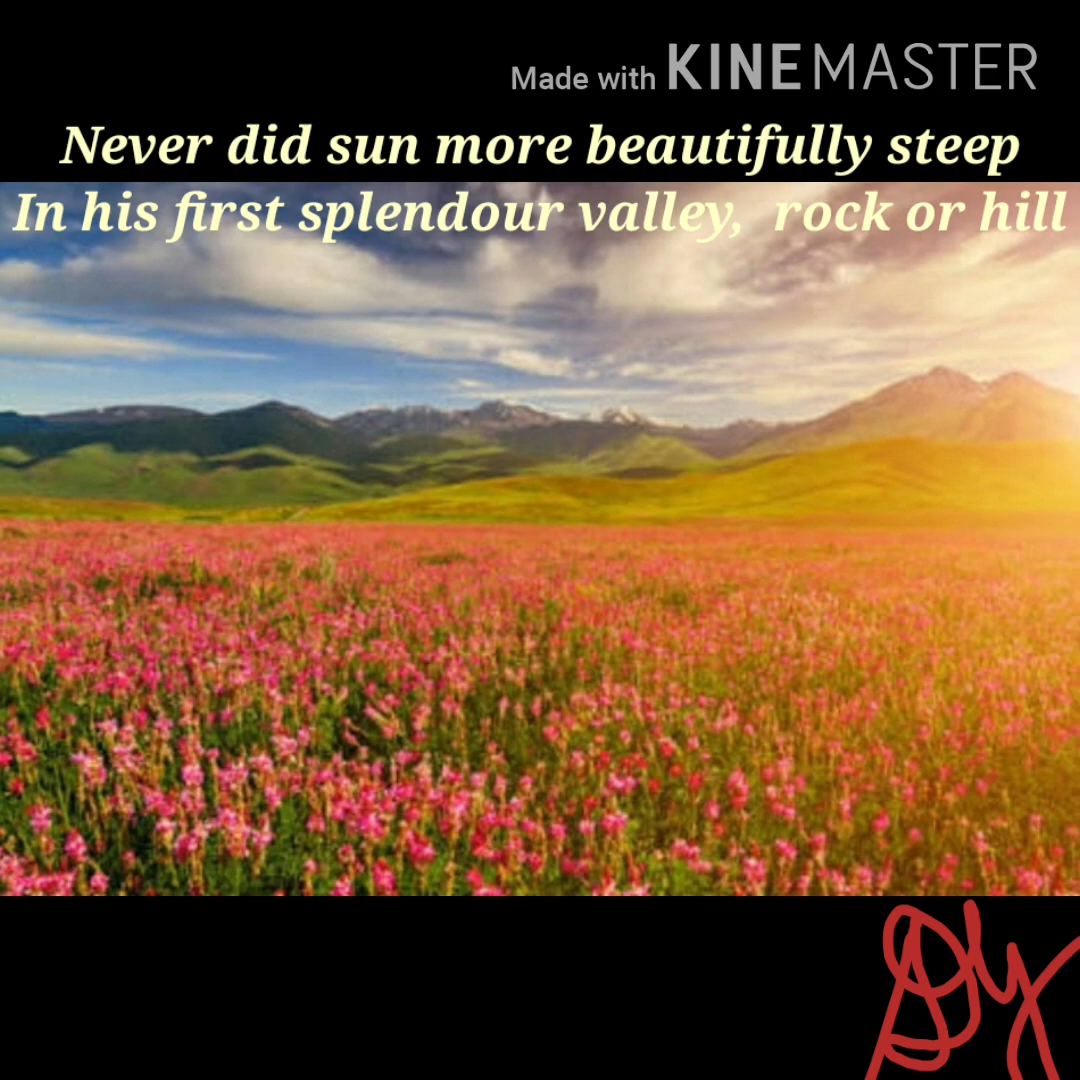 Made with KINEMASTER
Never did sun more beautifully steep
In his first splendour valley, rock or hill